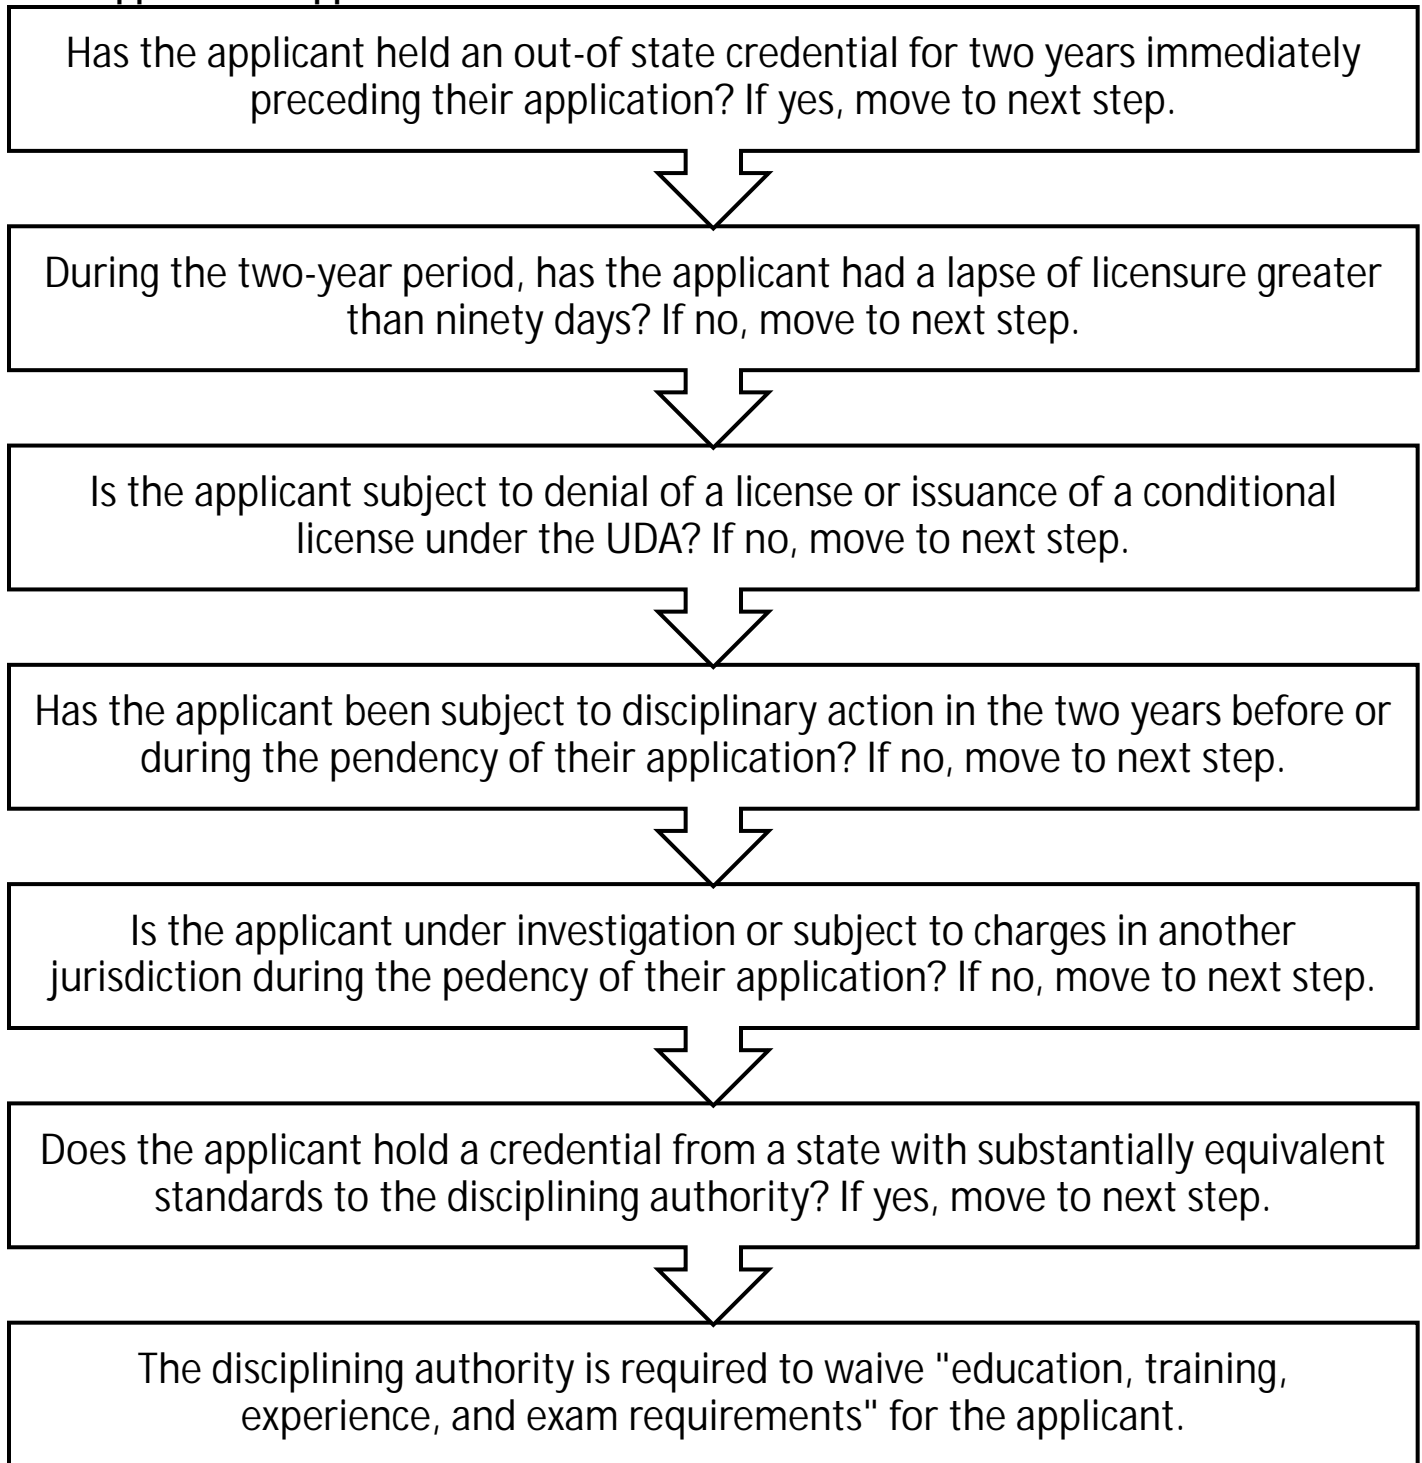 Has the applicant held an out-of state credential for two years immediately
preceding their application? If yes, move to next step.
During the two-year period, has the applicant had a lapse of licensure greater
than ninety days? If no, move to next step.
Is the applicant subject to denial of a license or issuance of a conditional
license under the UDA? If no, move to next step.
Has the applicant been subject to disciplinary action in the two years before or
during the pendency of their application? If no, move to next step.
Is the applicant under investigation or subject to charges in another
jurisdiction during the pedency of their application? If no, move to next step.
Does the applicant hold a credential from a state with substantially equivalent
standards to the disciplining authority? If yes, move to next step.
The disciplining authority is required to waive "education, training,
experience, and exam requirements" for the applicant.